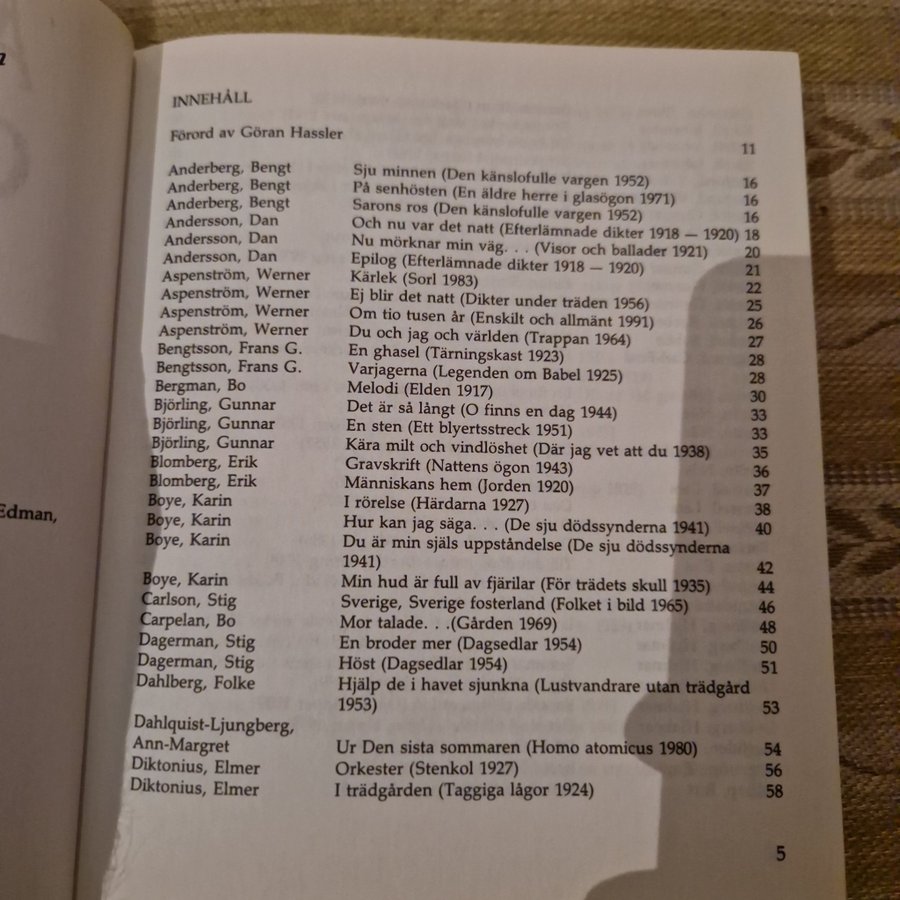 Edman,
INNEHÅLL
Förord av Göran Hassler 11
Anderberg, Bengt Sju minnen (Den känslofulle vargen 1952) 16
Anderberg, Bengt På senhösten (En äldre herre i glasögon 1971) 16
Anderberg, Bengt Sarons ros (Den känslofulle vargen 1952) 16
Andersson, Dan Och nu var det natt (Efterlämnade dikter 1918 — 1920) 18
Andersson, Dan Nu mörknar min väg. . . (Visor och ballader 1921) 20
Andersson, Dan Epilog (Efterlämnade dikter 1918 — 1920) 21
Aspenström, Werner Kärlek (Sorl 1983) 22
Aspenström, Werner Ej blir det natt (Dikter under träden 1956) 25
Aspenström, Werner Om tio tusen år (Enskilt och allmänt 1991) 26
Aspenström, Werner Du och jag och världen (Trappan 1964) 27
Bengtsson, Frans G. En ghasel (Tärningskast 1923) 28
Bengtsson, Frans G. Varjagerna (Legenden om Babel 1925) 28
Bergman, Bo Melodi (Elden 1917) 30
Björling, Gunnar Det är så långt (O finns en dag 1944) 33
Björling, Gunnar En sten (Ett blyertsstreck 1951) 33
Björling, Gunnar Kära milt och vindlöshet (Där jag vet att du 1938) 35
Blomberg, Erik Gravskrift (Nattens ögon 1943) 36
Blomberg, Erik Människans hem (Jorden 1920) 37
Boye, Karin I rörelse (Härdarna 1927) 38
Boye, Karin Hur kan jag säga. . . (De sju dödssynderna 1941) 40
Boye, Karin Du är min själs uppståndelse (De sju dödssynderna
1941) 42
Boye, Karin Min hud är full av fjärilar (För trädets skull 1935) 44
Carlson, Stig Sverige, Sverige fosterland (Folket i bild 1965) 46
Carpelan, Bo Mor talade. . .(Gården 1969) 48
Dagerman, Stig En broder mer (Dagsedlar 1954) 50
Dagerman, Stig Höst (Dagsedlar 1954) 51
Dahlberg, Folke Hjälp de i havet sjunkna (Lustvandrare utan trädgård
1953) 53
Dahlquist-Ljungberg,
Ann-Margret Ur Den sista sommaren (Homo atomicus 1980) 54
Diktonius, Elmer Orkester (Stenkol 1927) 56
Diktonius, Elmer I trädgården (Taggiga lågor 1924) 58
5